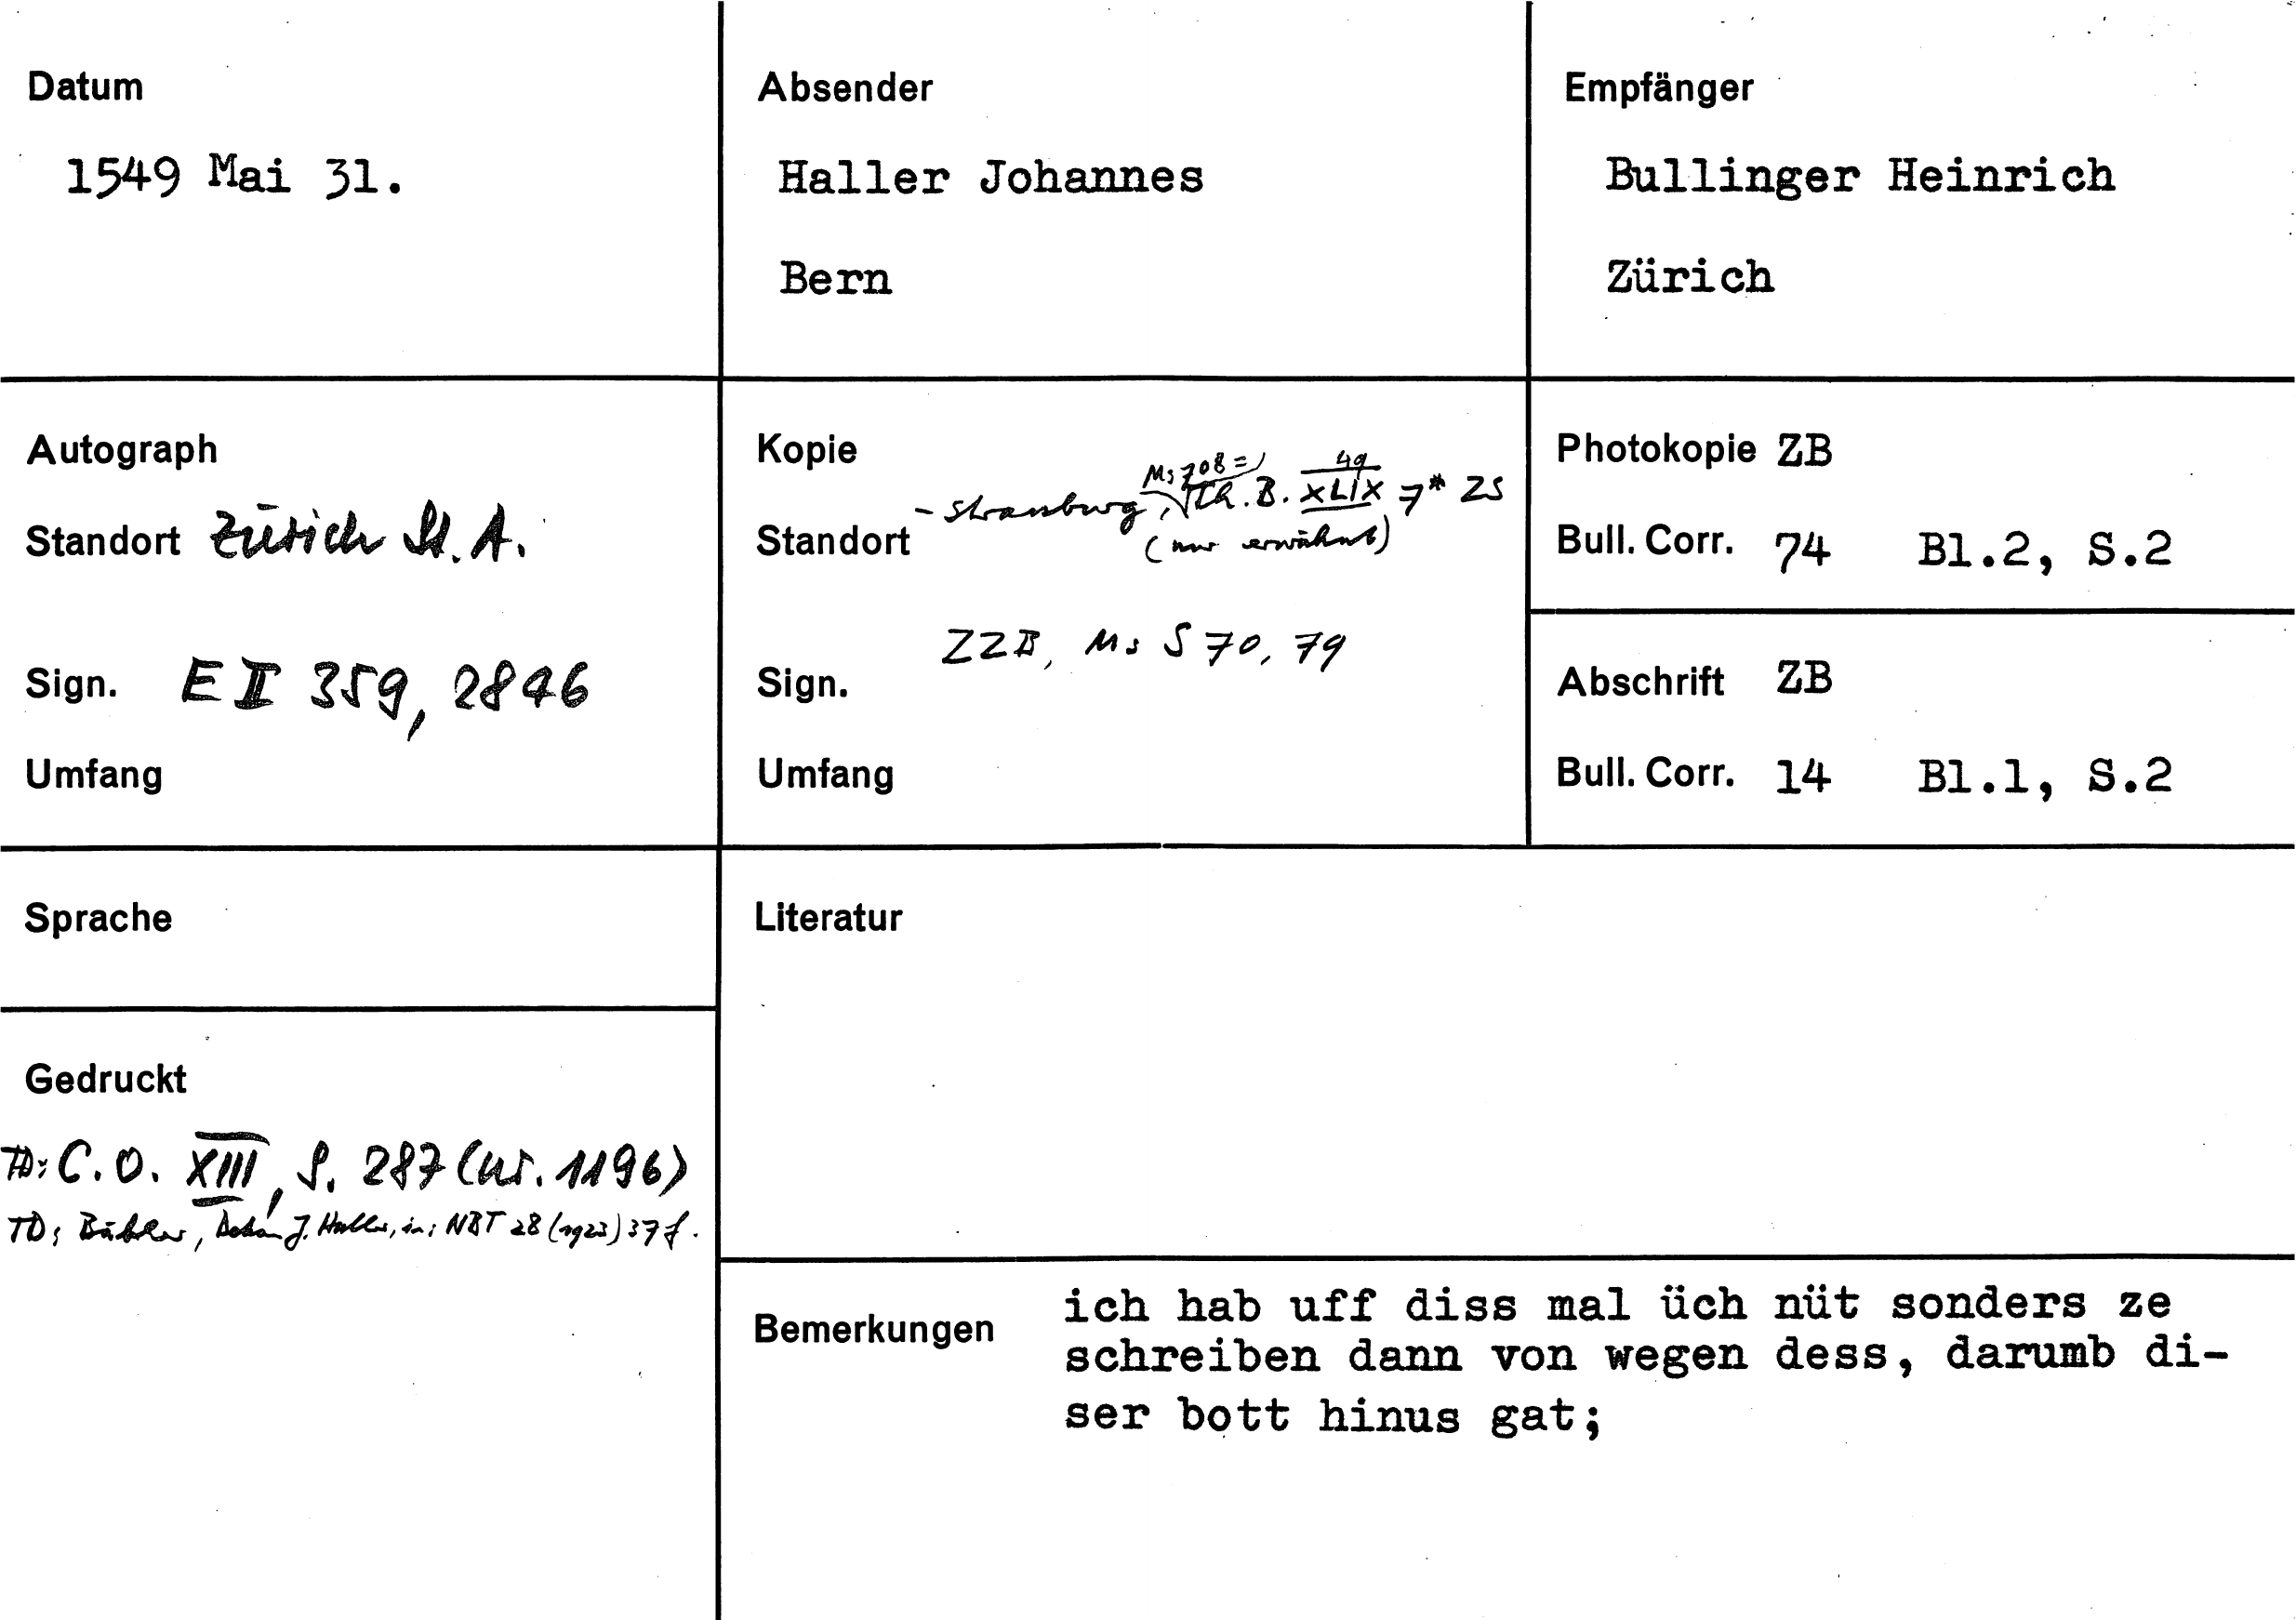 Datum
1549 Mai 31.
Absender
Haller Johannes
Bern
Empfänger
Bullinger Heinrich
Zürich
Autograph
Standort Zürich St. A.
Sign. E II 359, 2846
Umfang
Kopie
Ms 708 = 49
- Strassburg, Th. B. XLIX 7* ZS
Standort (nur erwähnt)
ZZB, Ms S 70, 79
Sign.
Umfang
Photokopie ZB
Bull. Corr. 74 Bl.2, S.2
Abschrift ZB
Bull. Corr. 14 Bl.1, S.2
Sprache
Gedruckt
TD: C.O. XIII, S. 287 (Nr. 1196)
TD: Bähler, Dekan J. Haller, in: NBT 28 (1923) 37 f.
Literatur
Bemerkungen
ich hab uff diss mal üch nüt sonders ze
schreiben dann von wegen dess, darumb di-
ser bott hinus gat;